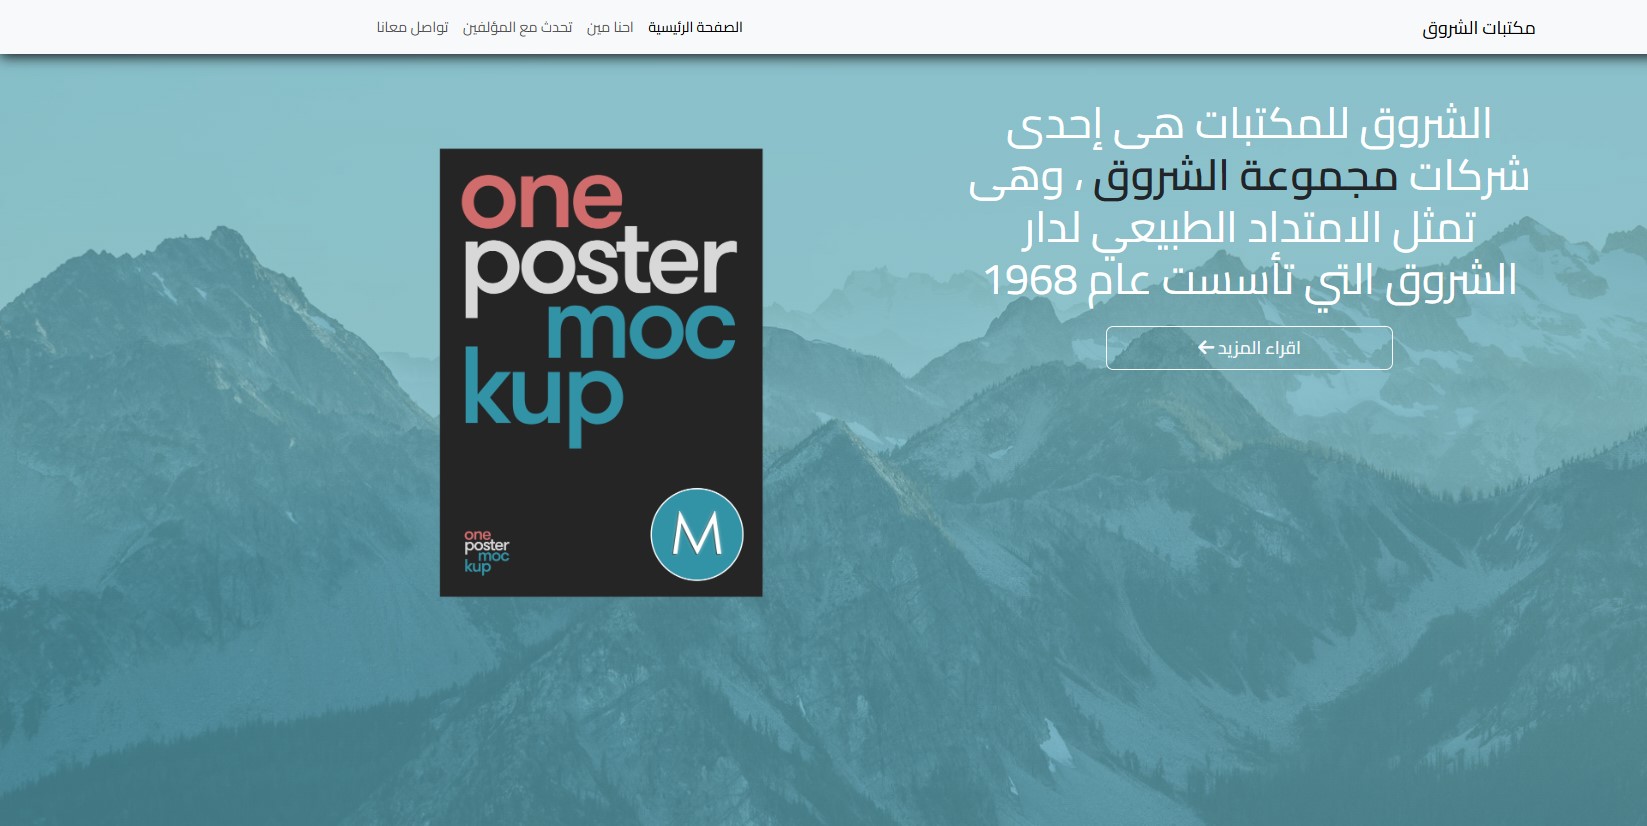 مكتبات الشروق
الصفحة الرئيسية
احنا مين
تحدث مع المؤلفين
تواصل معانا
الشروق للمكتبات هى إحدى
شركات مجموعة الشروق ، وهى
تمثل الامتداد الطبيعي لدار
الشروق التي تأسست عام 1968
اقراء المزيد ←
one
poster
moc
kup
one
poster
moc
kup
M